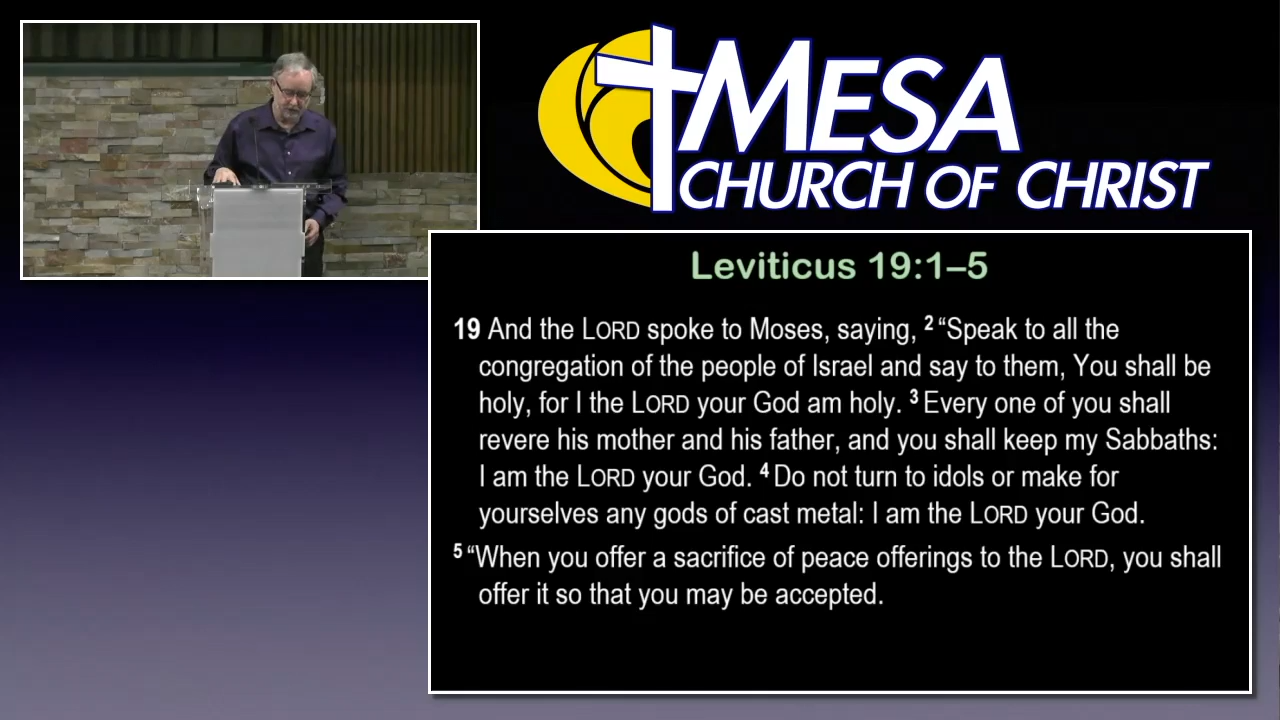 MESA
CHURCH OF CHRIST
Leviticus 19:1–5
19 And the LORD spoke to Moses, saying, 2 “Speak to all the
congregation of the people of Israel and say to them, You shall be
holy, for I the LORD your God am holy. 3 Every one of you shall
revere his mother and his father, and you shall keep my Sabbaths:
I am the LORD your God. 4 Do not turn to idols or make for
yourselves any gods of cast metal: I am the LORD your God.
5 “When you offer a sacrifice of peace offerings to the LORD, you shall
offer it so that you may be accepted.